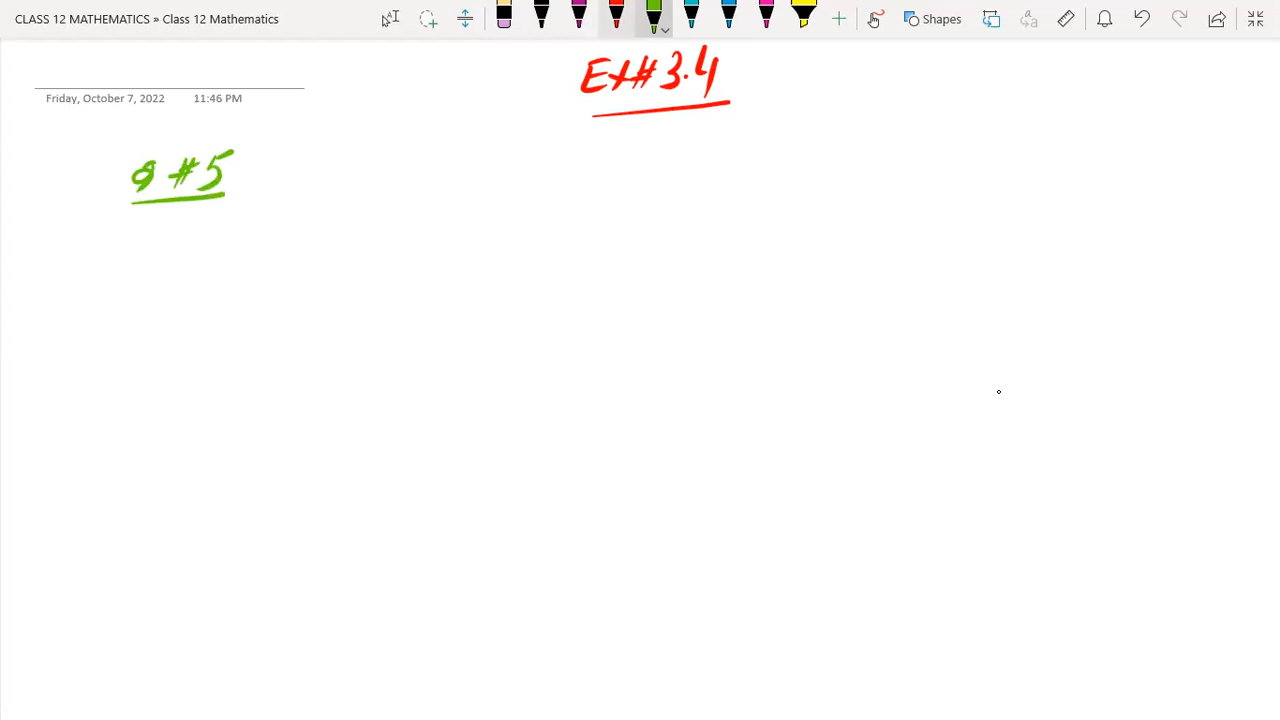 CLASS 12 MATHEMATICS » Class 12 Mathematics
Shapes
Ex# 3.4
Friday, October 7, 2022 11:46 PM
Q #5